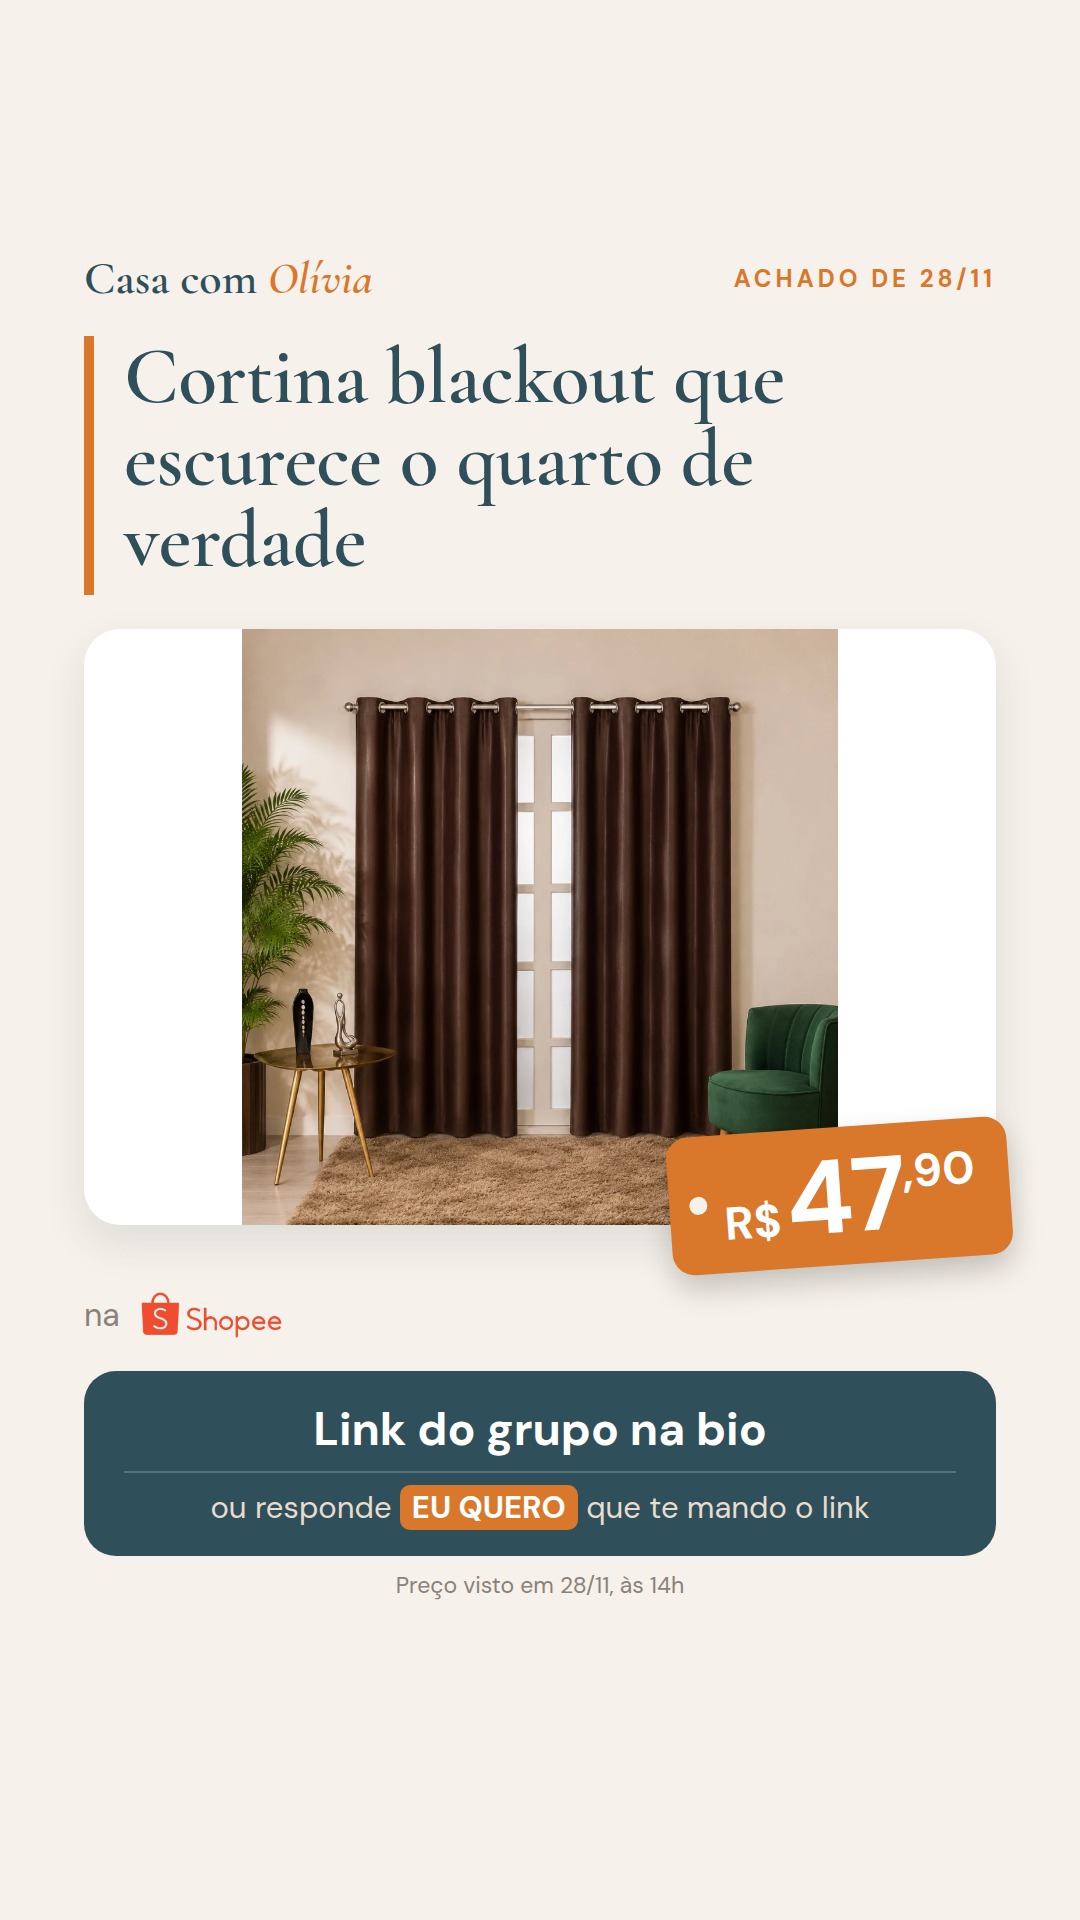 Casa com Olívia
ACHADO DE 28/11
Cortina blackout que
escurece o quarto de
verdade
R$ 47,90
na Shopee
Link do grupo na bio
ou responde EU QUERO que te mando o link
Preço visto em 28/11, às 14h